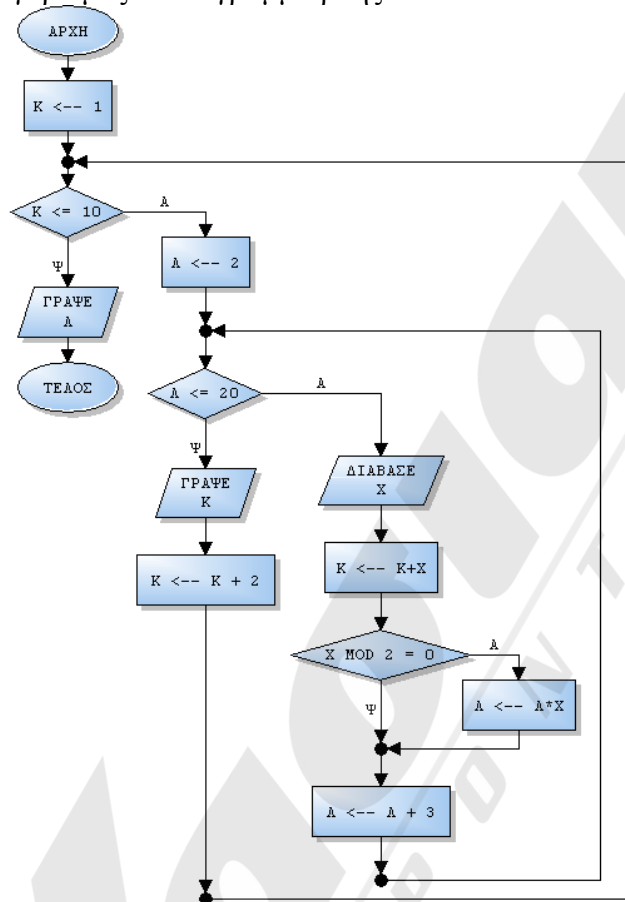 ΑΡΧΗ
Κ <-- 1
Κ <= 10
Α
Ψ
Α <-- 2
ΓΡΑΨΕ
Α
ΤΕΛΟΣ
Α <= 20
Α
Ψ
ΓΡΑΨΕ
Κ
ΔΙΑΒΑΣΕ
Χ
Κ <-- Κ + 2
Κ <-- Κ+Χ
Χ MOD 2 = 0
Α
Ψ
Α <-- Α*Χ
Α <-- Α + 3